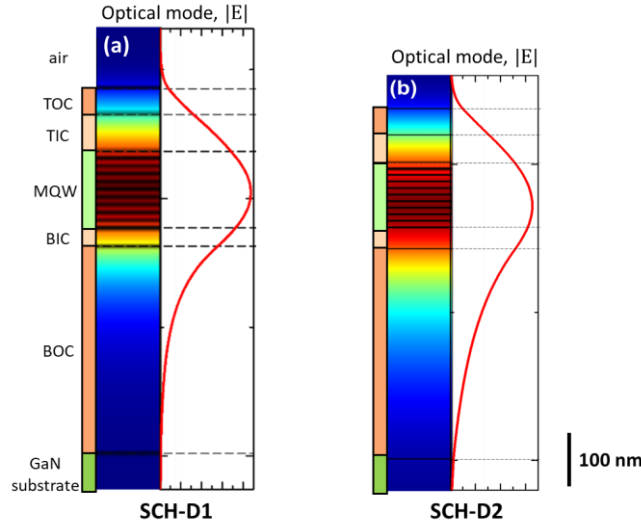 Optical mode, |E|
(a)
air
TOC
TIC
MQW
BIC
BOC
GaN
substrate
SCH-D1
Optical mode, |E|
(b)
SCH-D2
100 nm